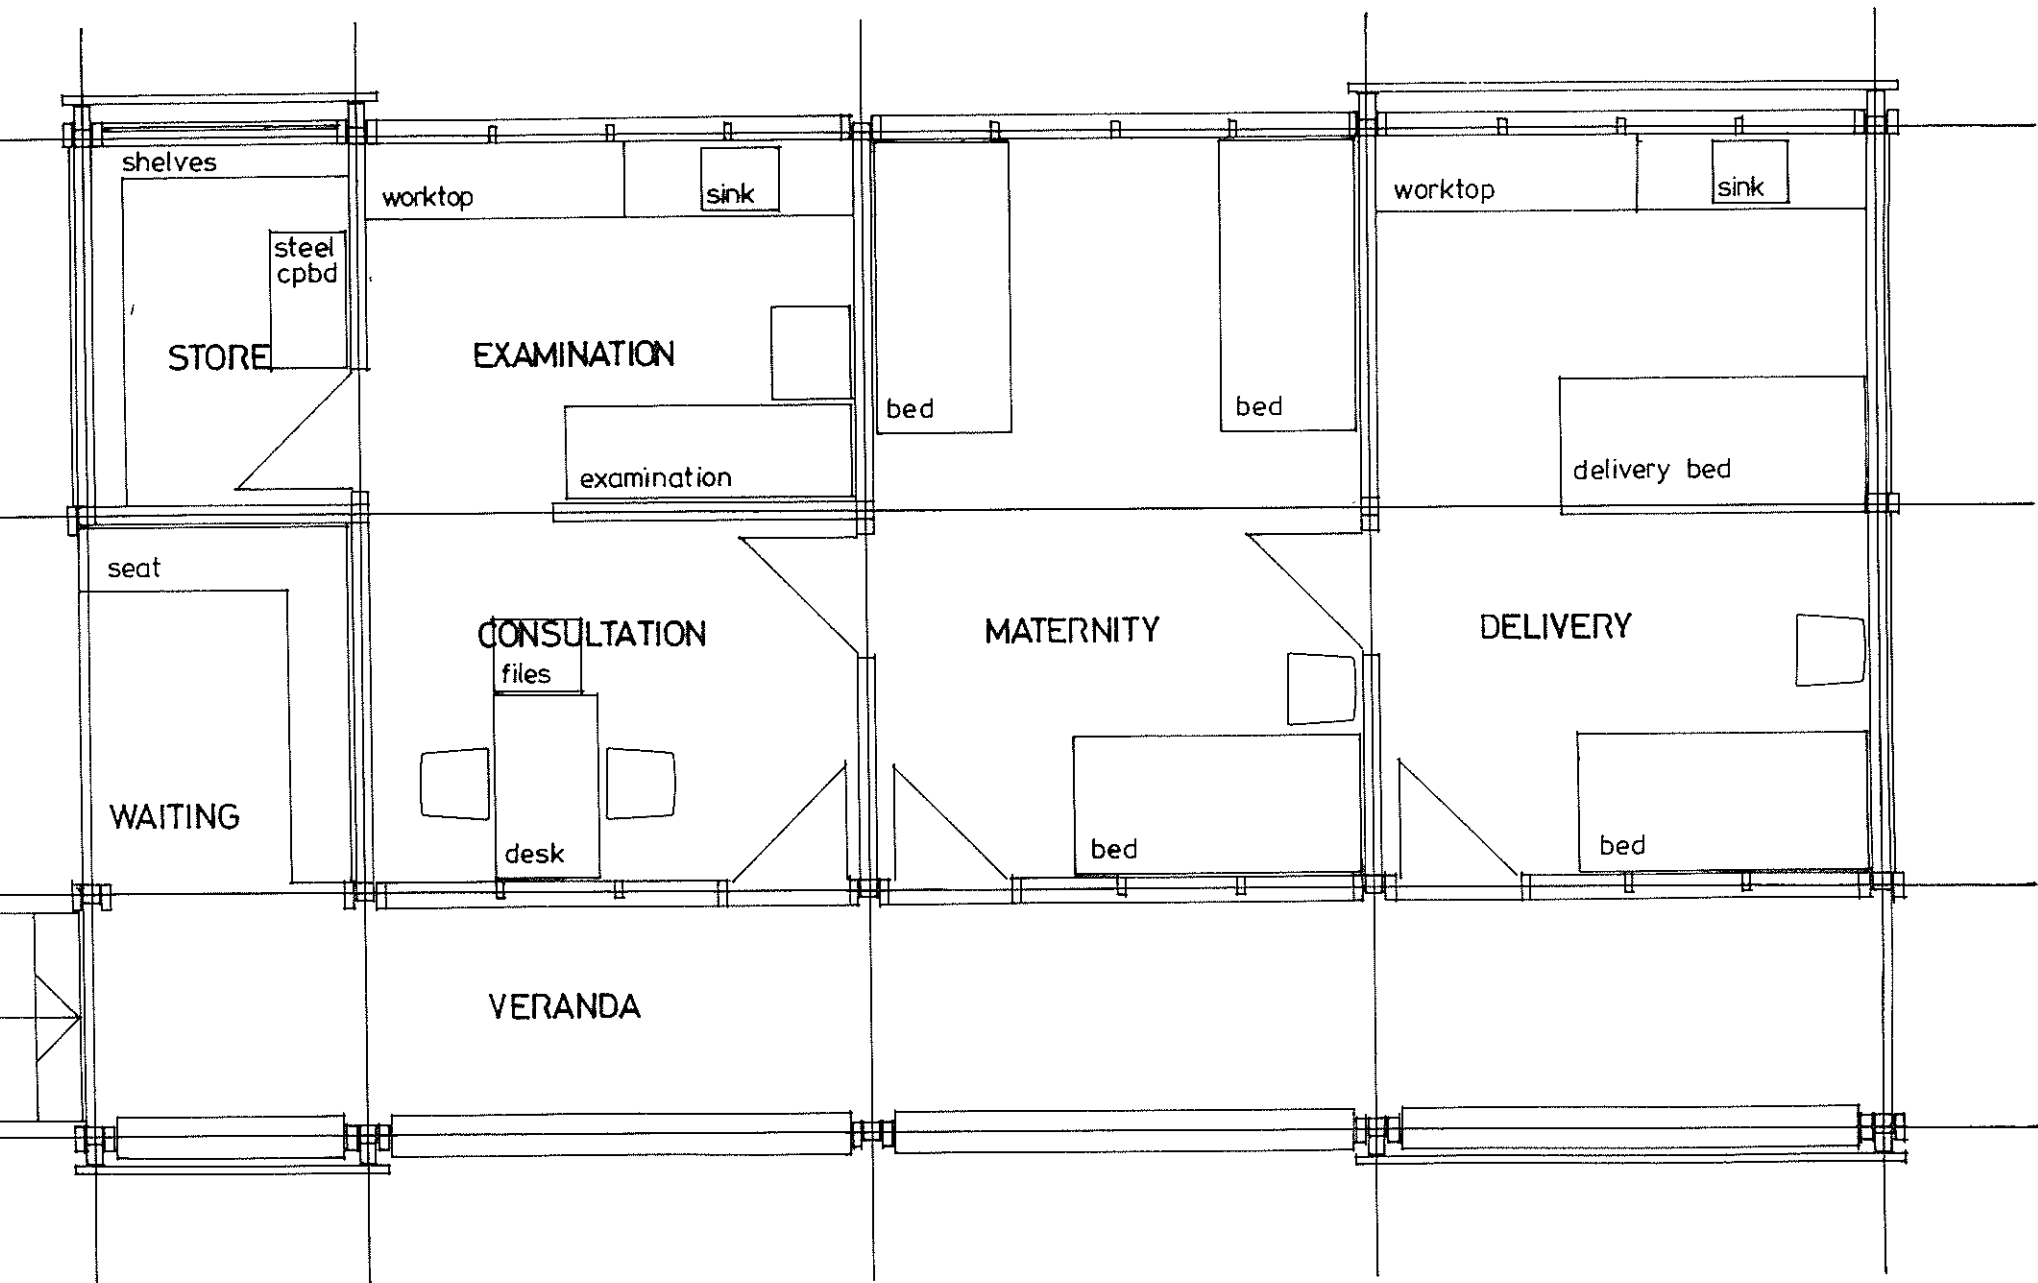 shelves
worktop
sink
worktop
sink
steel
cpbd
STORE
EXAMINATION
bed
bed
examination
delivery bed
seat
CONSULTATION
MATERNITY
DELIVERY
files
WAITING
desk
bed
bed
VERANDA